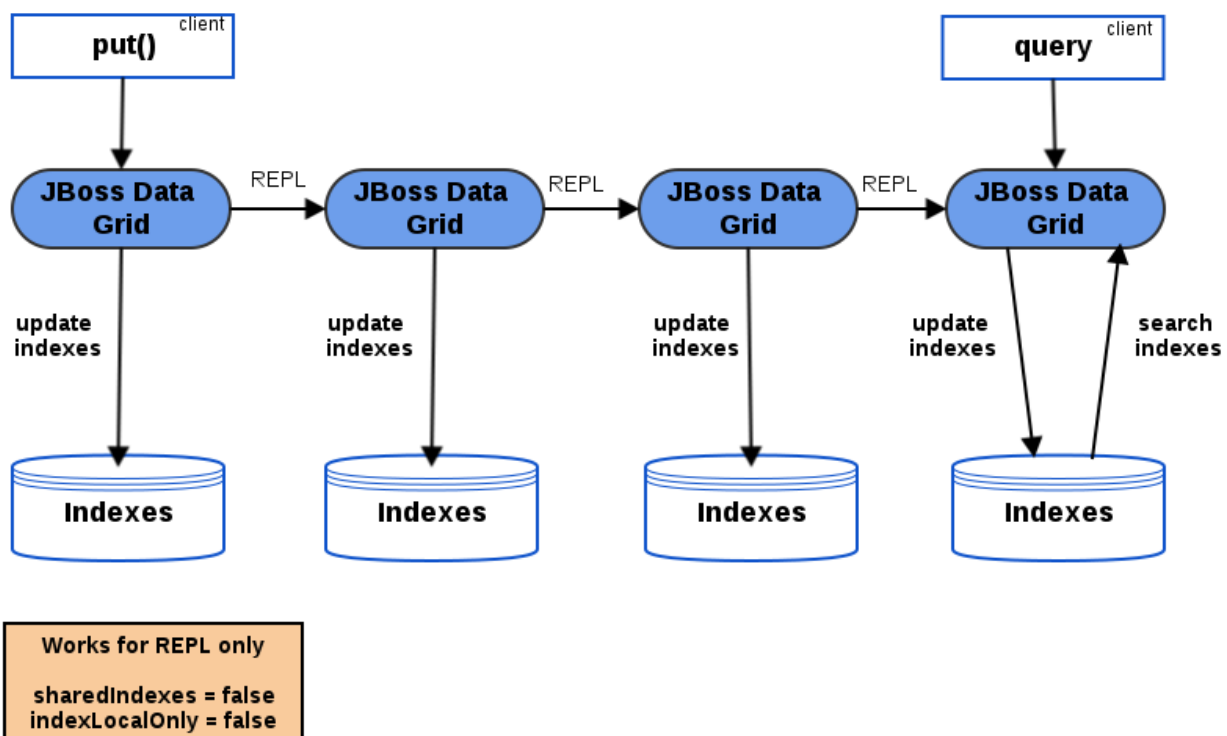 client
put()
client
query
JBoss Data
Grid
REPL
JBoss Data
Grid
REPL
JBoss Data
Grid
REPL
JBoss Data
Grid
update
indexes
update
indexes
update
indexes
update
indexes
search
indexes
Indexes
Indexes
Indexes
Indexes
Works for REPL only
sharedIndexes = false
indexLocalOnly = false